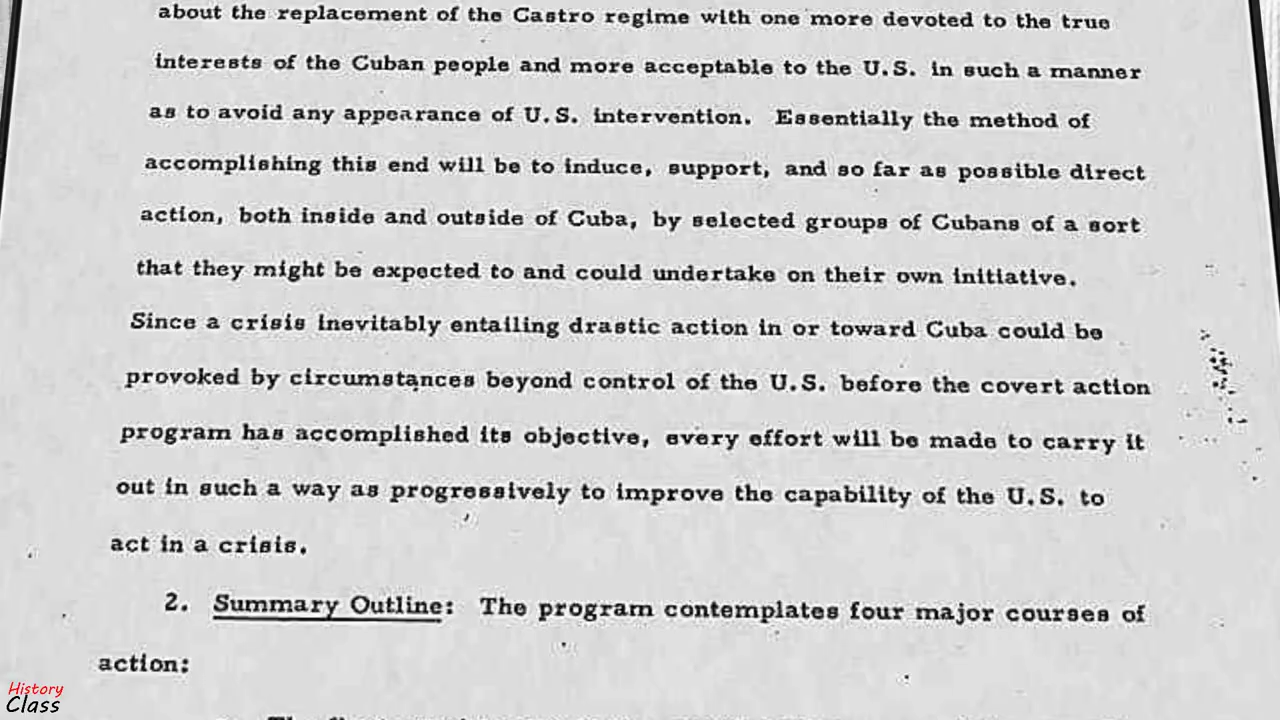 about the replacement of the Castro regime with one more devoted to the true
interests of the Cuban people and more acceptable to the U.S. in such a manner
as to avoid any appearance of U.S. intervention. Essentially the method of
accomplishing this end will be to induce, support, and so far as possible direct
action, both inside and outside of Cuba, by selected groups of Cubans of a sort
that they might be expected to and could undertake on their own initiative.
Since a crisis inevitably entailing drastic action in or toward Cuba could be
provoked by circumstances beyond control of the U.S. before the covert action
program has accomplished its objective, every effort will be made to carry it
out in such a way as progressively to improve the capability of the U.S. to
act in a crisis.
2. Summary Outline: The program contemplates four major courses of
action:
History
Class